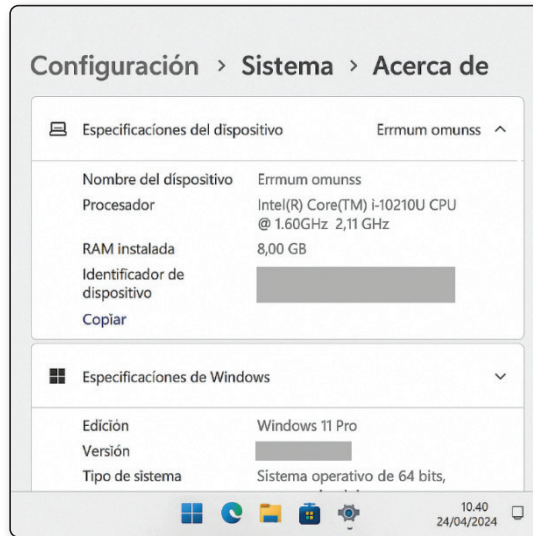 Configuración > Sistema > Acerca de
Especificaciones del dispositivo Errmum omunss
Nombre del dispositivo Errmum omunss
Procesador Intel(R) Core(TM) i-10210U CPU
@ 1.60GHz 2,11 GHz
RAM instalada 8,00 GB
Identificador de
dispositivo
Copiar
Especificaciones de Windows
Edición Windows 11 Pro
Versión
Tipo de sistema Sistema operativo de 64 bits,
10.40
24/04/2024